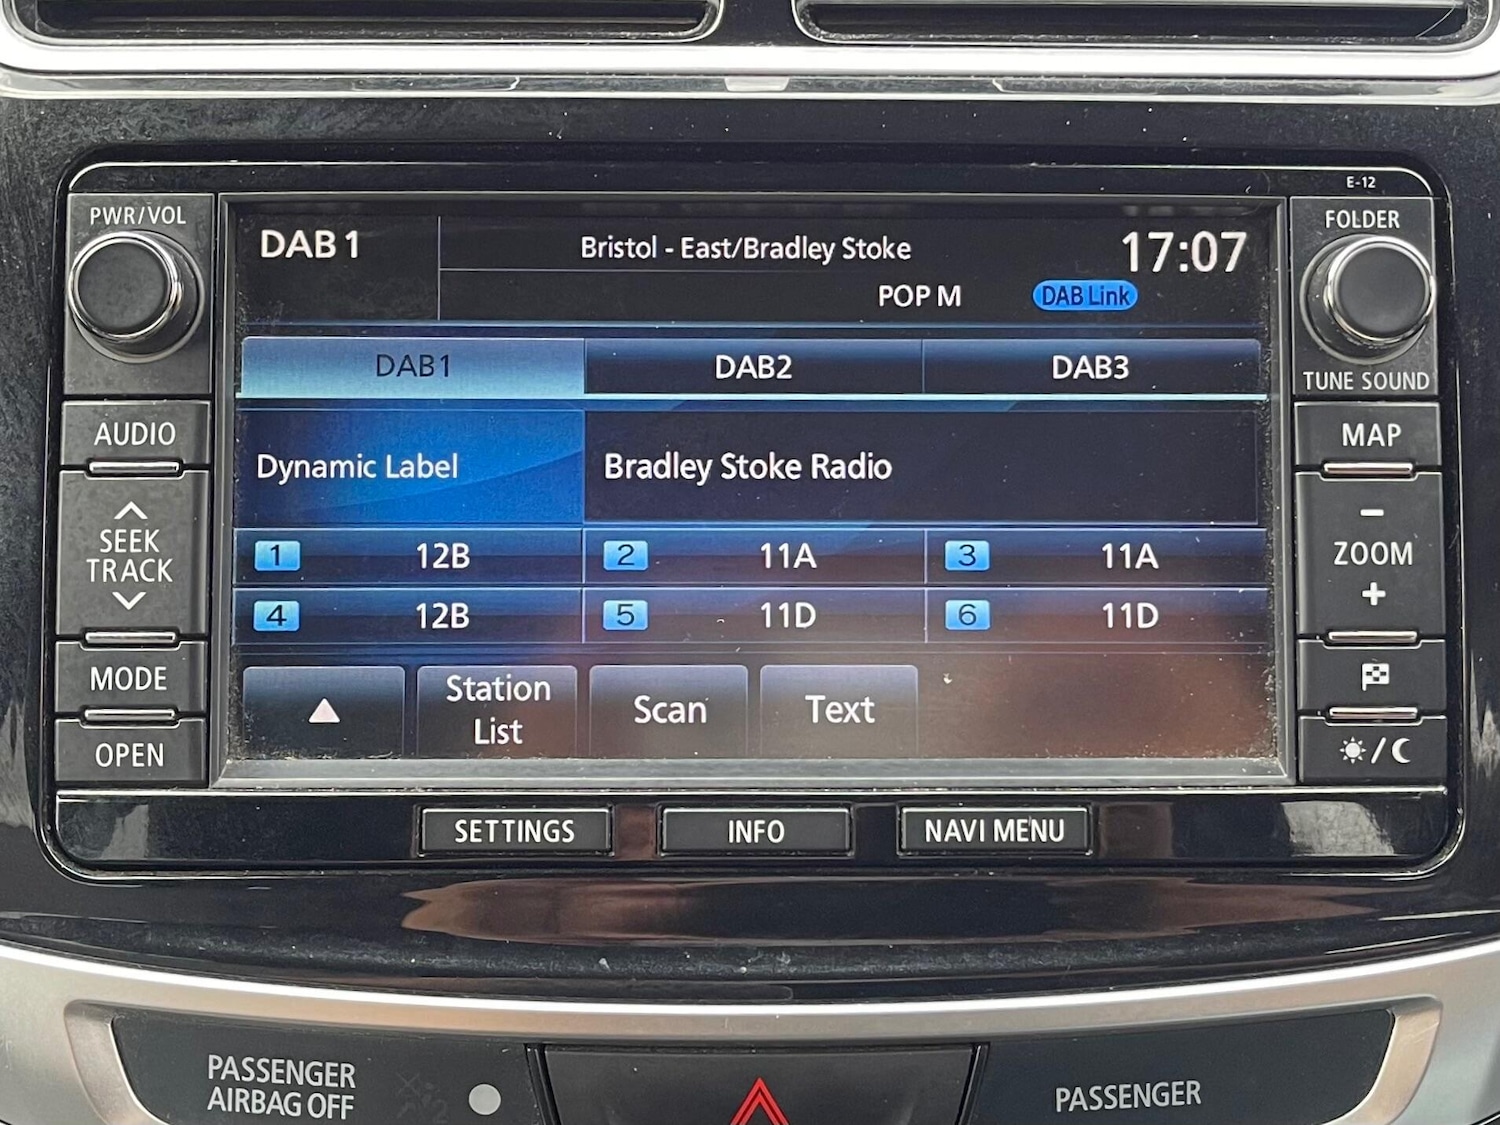 E-12
PWR/VOL
FOLDER
DAB 1
Bristol - East/Bradley Stoke
17:07
POP M
DAB Link
DAB1
DAB2
DAB3
TUNE SOUND
AUDIO
MAP
Dynamic Label
Bradley Stoke Radio
SEEK
TRACK
ZOOM
1
12B
2
11A
3
11A
4
12B
5
11D
6
11D
MODE
Station
List
Scan
Text
OPEN
SETTINGS
INFO
NAVI MENU
PASSENGER
AIRBAG OFF
PASSENGER